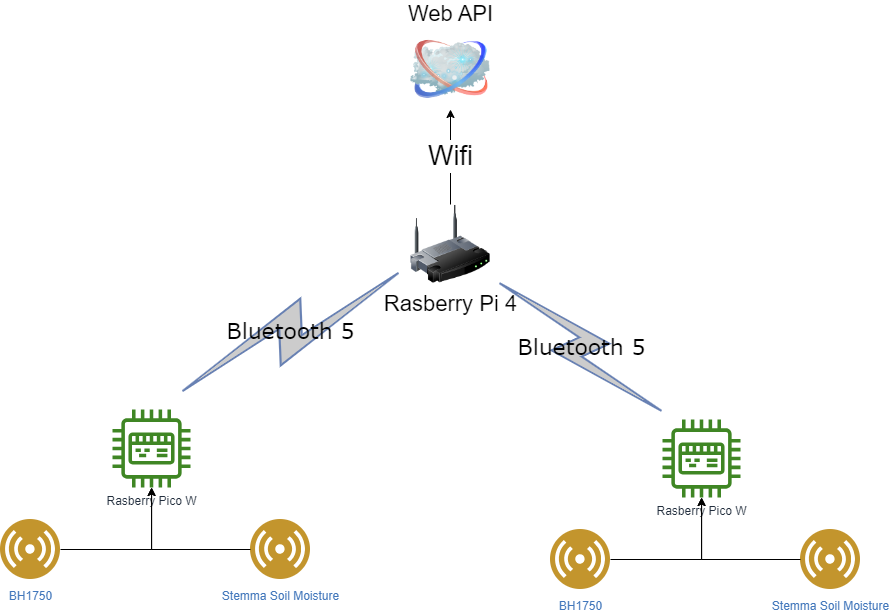 Web API
Wifi
Rasberry Pi 4
Bluetooth 5
Bluetooth 5
Rasberry Pico W
Rasberry Pico W
BH1750
Stemma Soil Moisture
BH1750
Stemma Soil Moisture